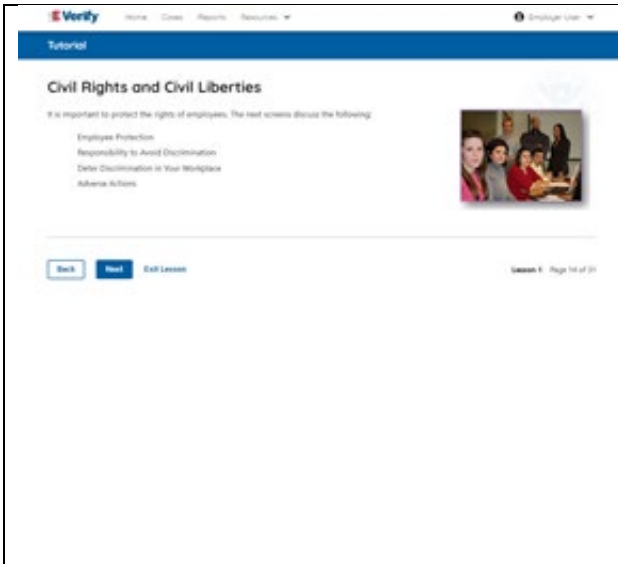 E Verify Home Cases Reports Resources Employer User
Tutorial
Civil Rights and Civil Liberties
It is important to protect the rights of employees. The next screens discuss the following:
Employee Protection
Responsibility to Avoid Discrimination
Deter Discrimination in Your Workplace
Adverse Actions
Back Next Exit Lesson Lesson 1 Page 14 of 31